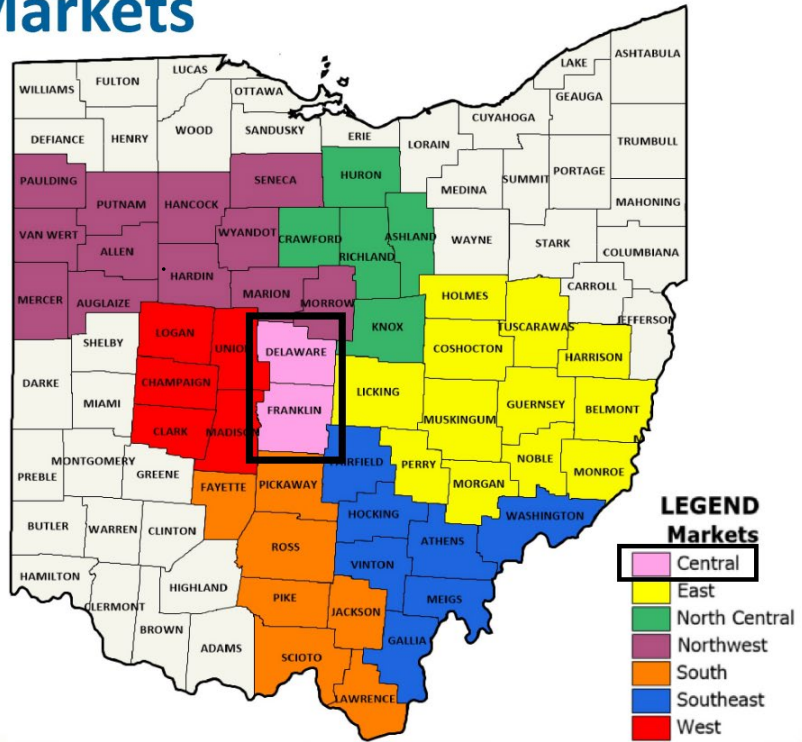 Markets
WILLIAMS
FULTON
LUCAS
OTTAWA
LAKE
ASHTABULA
GEAUGA
CUYAHOGA
DEFIANCE
HENRY
WOOD
SANDUSKY
ERIE
LORAIN
TRUMBULL
PAULDING
PUTNAM
HANCOCK
SENECA
HURON
MEDINA
SUMMIT
PORTAGE
MAHONING
VAN WERT
ALLEN
WYANDOT
CRAWFORD
RICHLAND
ASHLAND
WAYNE
STARK
COLUMBIANA
MERCER
AUGLAIZE
HARDIN
MARION
MORROW
HOLMES
CARROLL
JEFFERSON
SHELBY
LOGAN
UNION
DELAWARE
KNOX
COSHOCTON
TUSCARAWAS
HARRISON
DARKE
MIAMI
CHAMPAIGN
FRANKLIN
LICKING
MUSKINGUM
GUERNSEY
BELMONT
CLARK
MADISON
PREBLE
MONTGOMERY
GREENE
FAYETTE
PICKAWAY
FAIRFIELD
PERRY
MORGAN
NOBLE
MONROE
BUTLER
WARREN
CLINTON
ROSS
HOCKING
ATHENS
WASHINGTON
HAMILTON
CLERMONT
HIGHLAND
BROWN
ADAMS
PIKE
JACKSON
VINTON
MEIGS
GALLIA
SCIOTO
LAWRENCE
LEGEND
Markets
Central
East
North Central
Northwest
South
Southeast
West